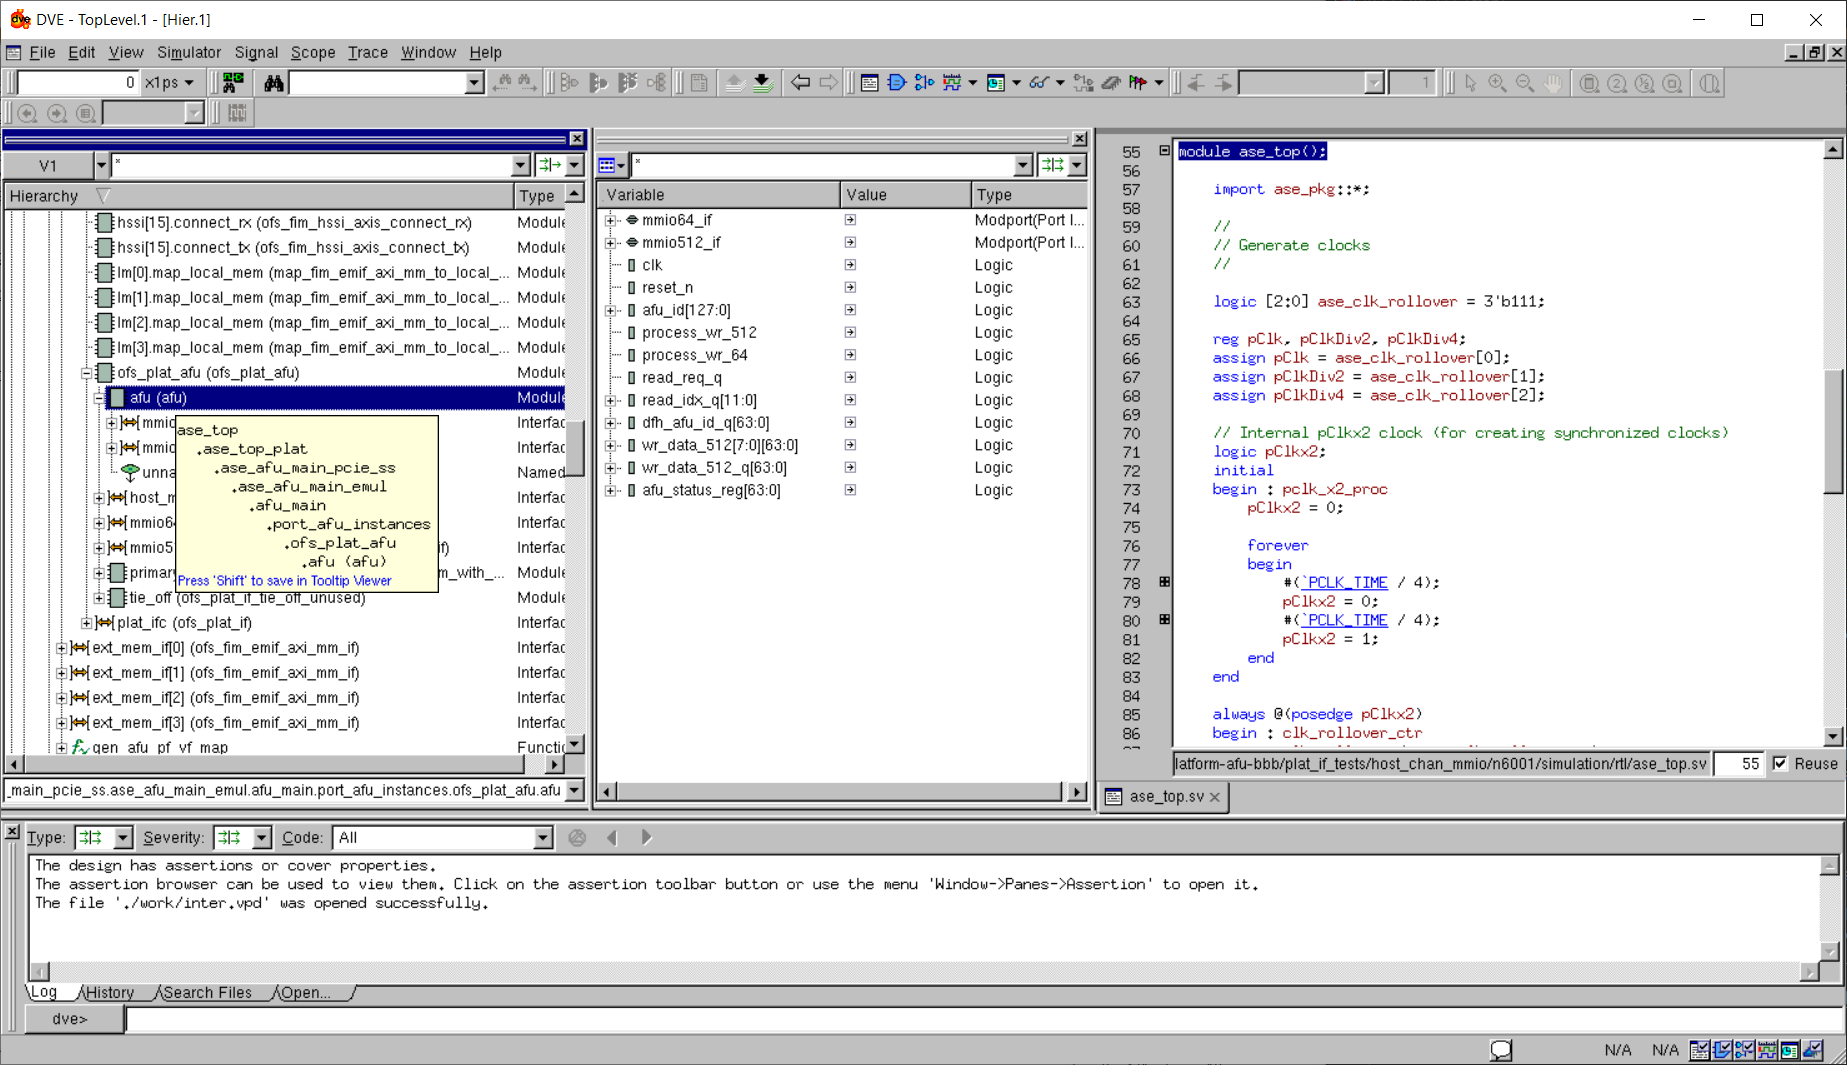 DVE - TopLevel.1 - [Hier.1]
File Edit View Simulator Signal Scope Trace Window Help
0 x1ps
1
V1 *
Hierarchy Type
hssi[15].connect_rx (ofs_fim_hssi_axis_connect_rx) Module
hssi[15].connect_tx (ofs_fim_hssi_axis_connect_tx) Module
lm[0].map_local_mem (map_fim_emif_axi_mm_to_local_... Module
lm[1].map_local_mem (map_fim_emif_axi_mm_to_local_... Module
lm[2].map_local_mem (map_fim_emif_axi_mm_to_local_... Module
lm[3].map_local_mem (map_fim_emif_axi_mm_to_local_... Module
ofs_plat_afu (ofs_plat_afu) Module
afu (afu) Module
mmio Interfac
mmio Interfac
unna Named
host_m Interfac
mmio6 Interfac
mmio5 if) Interfac
primar m_with_... Module
tie_off (ofs_plat_if_tie_off_unused) Module
plat_ifc (ofs_plat_if) Interfac
ext_mem_if[0] (ofs_fim_emif_axi_mm_if) Interfac
ext_mem_if[1] (ofs_fim_emif_axi_mm_if) Interfac
ext_mem_if[2] (ofs_fim_emif_axi_mm_if) Interfac
ext_mem_if[3] (ofs_fim_emif_axi_mm_if) Interfac
gen_afu_pf_vf_map Functio
ase_top
.ase_top_plat
.ase_afu_main_pcie_ss
.ase_afu_main_emul
.afu_main
.port_afu_instances
.ofs_plat_afu
.afu (afu)
Press 'Shift' to save in Tooltip Viewer
_main_pcie_ss.ase_afu_main_emul.afu_main.port_afu_instances.ofs_plat_afu.afu
*
Variable Value Type
mmio64_if Modport(Port I...
mmio512_if Modport(Port I...
clk Logic
reset_n Logic
afu_id[127:0] Logic
process_wr_512 Logic
process_wr_64 Logic
read_req_q Logic
read_idx_q[11:0] Logic
dfh_afu_id_q[63:0] Logic
wr_data_512[7:0][63:0] Logic
wr_data_512_q[63:0] Logic
afu_status_reg[63:0] Logic
55 module ase_top();
56
57 import ase_pkg::*;
58
59 //
60 // Generate clocks
61 //
62
63 logic [2:0] ase_clk_rollover = 3'b111;
64
65 reg pClk, pClkDiv2, pClkDiv4;
66 assign pClk = ase_clk_rollover[0];
67 assign pClkDiv2 = ase_clk_rollover[1];
68 assign pClkDiv4 = ase_clk_rollover[2];
69
70 // Internal pClkx2 clock (for creating synchronized clocks)
71 logic pClkx2;
72 initial
73 begin : pclk_x2_proc
74 pClkx2 = 0;
75
76 forever
77 begin
78 #(`PCLK_TIME / 4);
79 pClkx2 = 0;
80 #(`PCLK_TIME / 4);
81 pClkx2 = 1;
82 end
83 end
84
85 always @(posedge pClkx2)
86 begin : clk_rollover_ctr
latform-afu-bbb/plat_if_tests/host_chan_mmio/n6001/simulation/rtl/ase_top.sv 55 Reuse
ase_top.sv
Type: Severity: Code: All
The design has assertions or cover properties.
The assertion browser can be used to view them. Click on the assertion toolbar button or use the menu 'Window->Panes->Assertion' to open it.
The file './work/inter.vpd' was opened successfully.
Log History Search Files Open...
dve>
N/A N/A